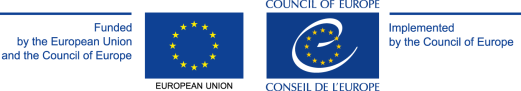 COUNCIL OF EUROPE
Funded
by the European Union
and the Council of Europe
EUROPEAN UNION
CONSEIL DE L'EUROPE
Implemented
by the Council of Europe